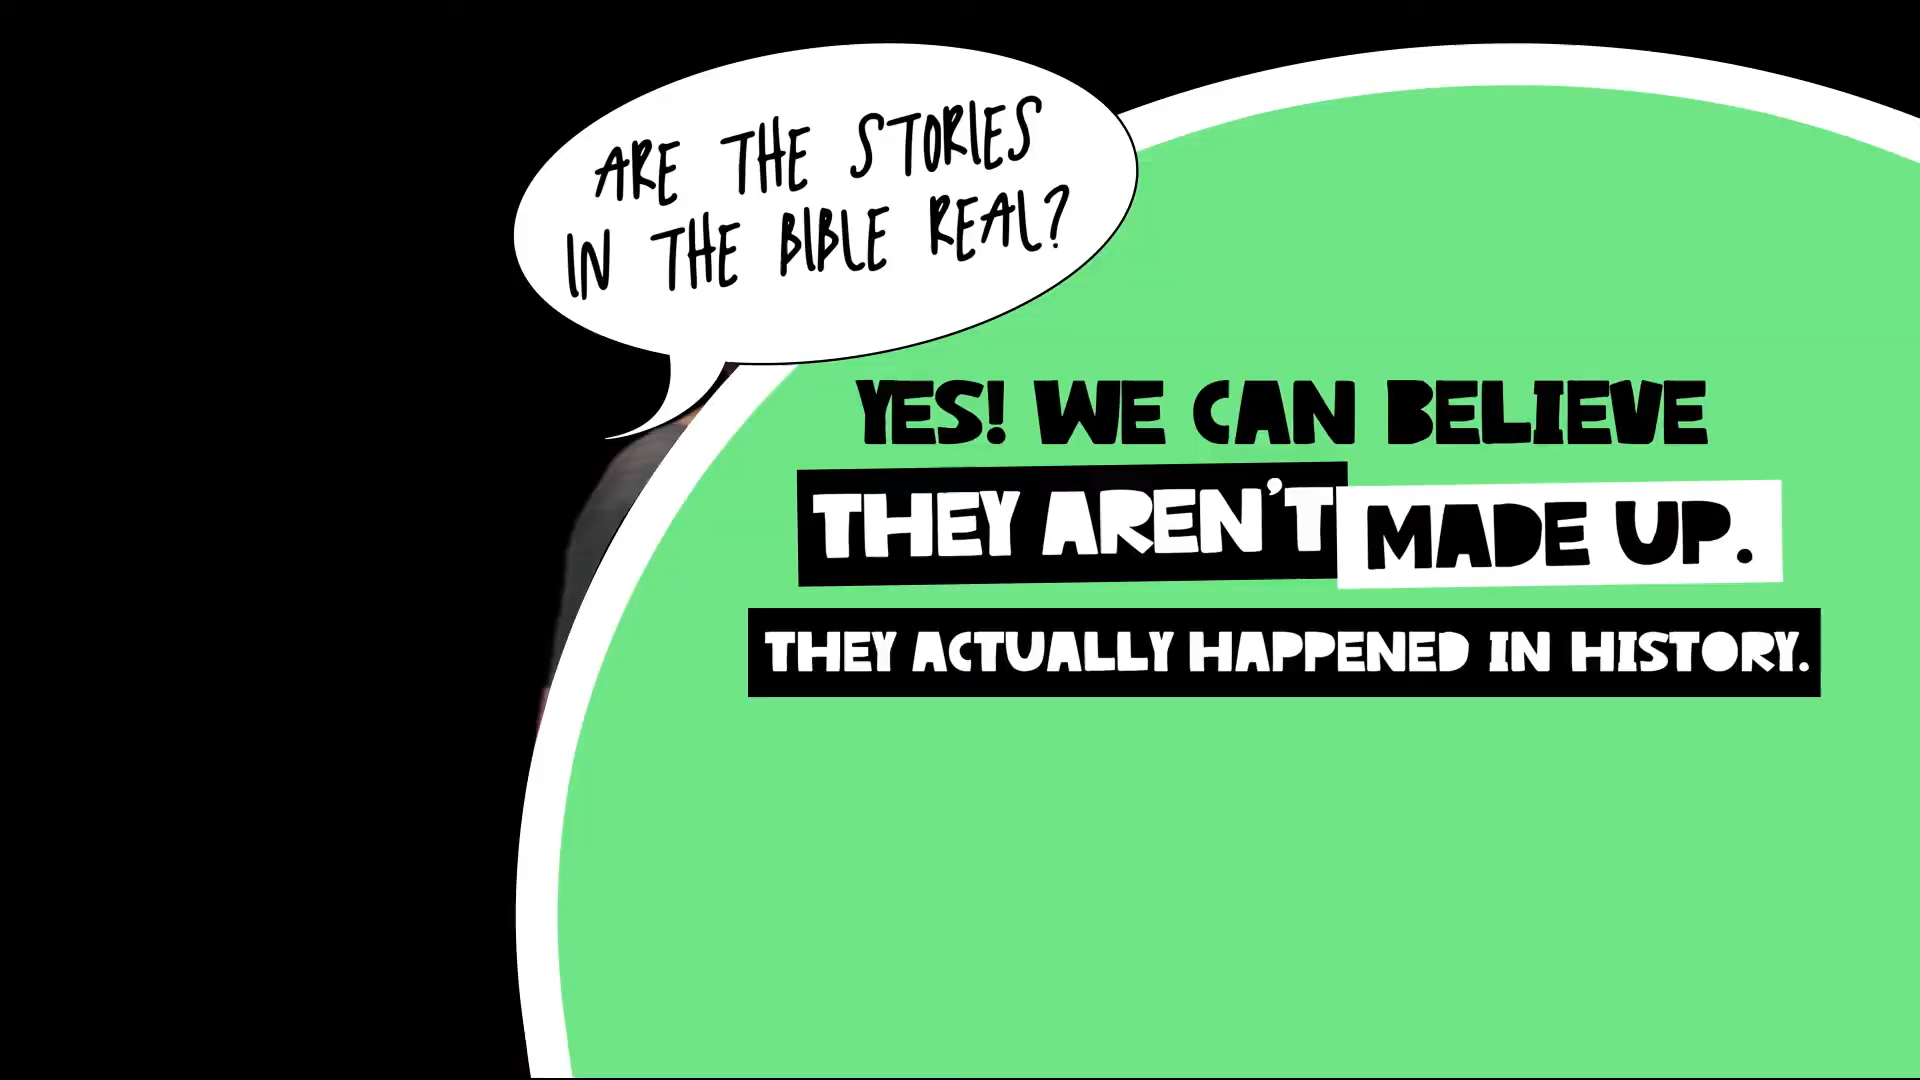 ARE THE STORIES
IN THE BIBLE REAL?
YES! WE CAN BELIEVE
THEY AREN'T MADE UP.
THEY ACTUALLY HAPPENED IN HISTORY.